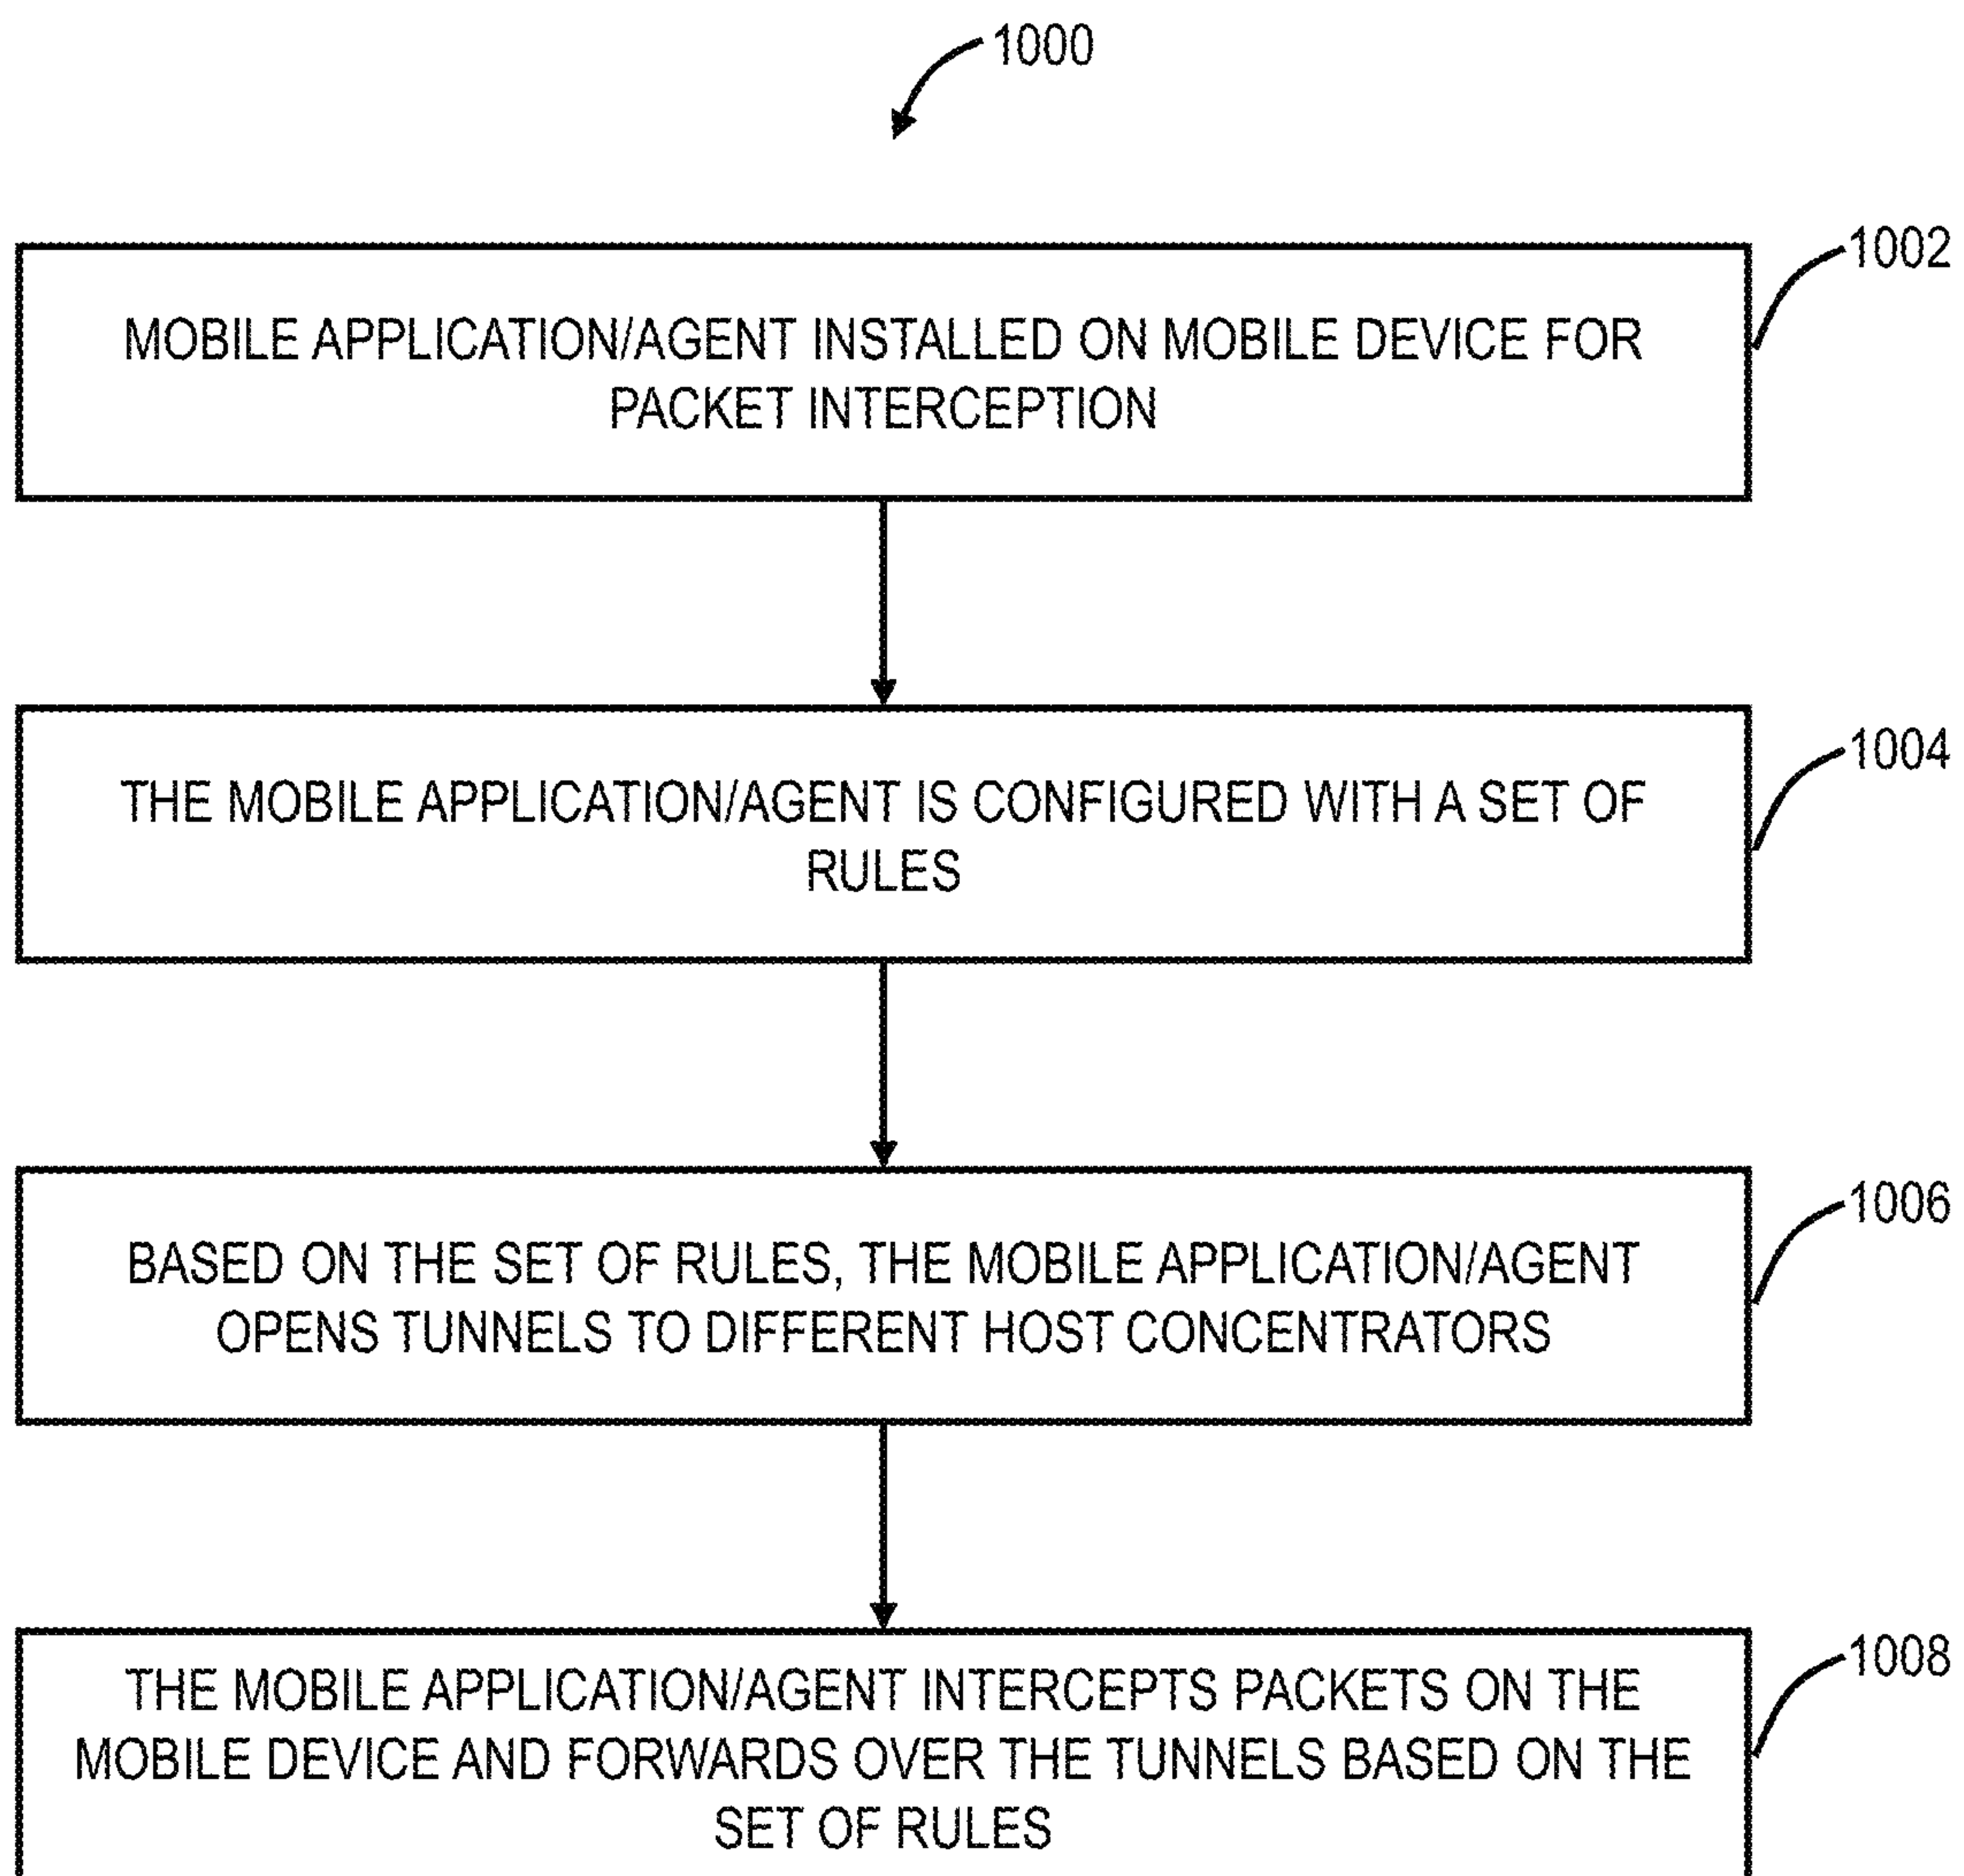 1000
1002
MOBILE APPLICATION/AGENT INSTALLED ON MOBILE DEVICE FOR
PACKET INTERCEPTION
1004
THE MOBILE APPLICATION/AGENT IS CONFIGURED WITH A SET OF
RULES
1006
BASED ON THE SET OF RULES, THE MOBILE APPLICATION/AGENT
OPENS TUNNELS TO DIFFERENT HOST CONCENTRATORS
1008
THE MOBILE APPLICATION/AGENT INTERCEPTS PACKETS ON THE
MOBILE DEVICE AND FORWARDS OVER THE TUNNELS BASED ON THE
SET OF RULES